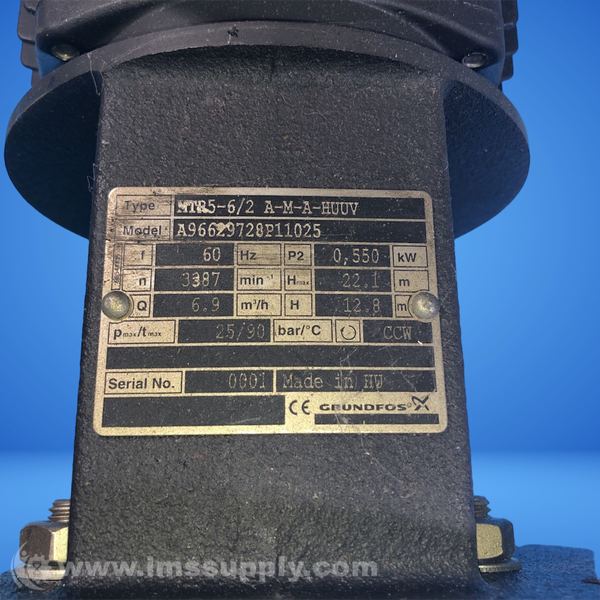 Type MTR5-6/2 A-M-A-HUUV
Model A96629728P11025
f 60 Hz P2 0,550 kW
n 3387 min⁻¹ Hmax 22.1 m
Q 6.9 m³/h H 12.8 m
pmax/tmax 25/90 bar/°C CCW
Serial No. 0001 Made in HU
CE GRUNDFOS
www.imssupply.com